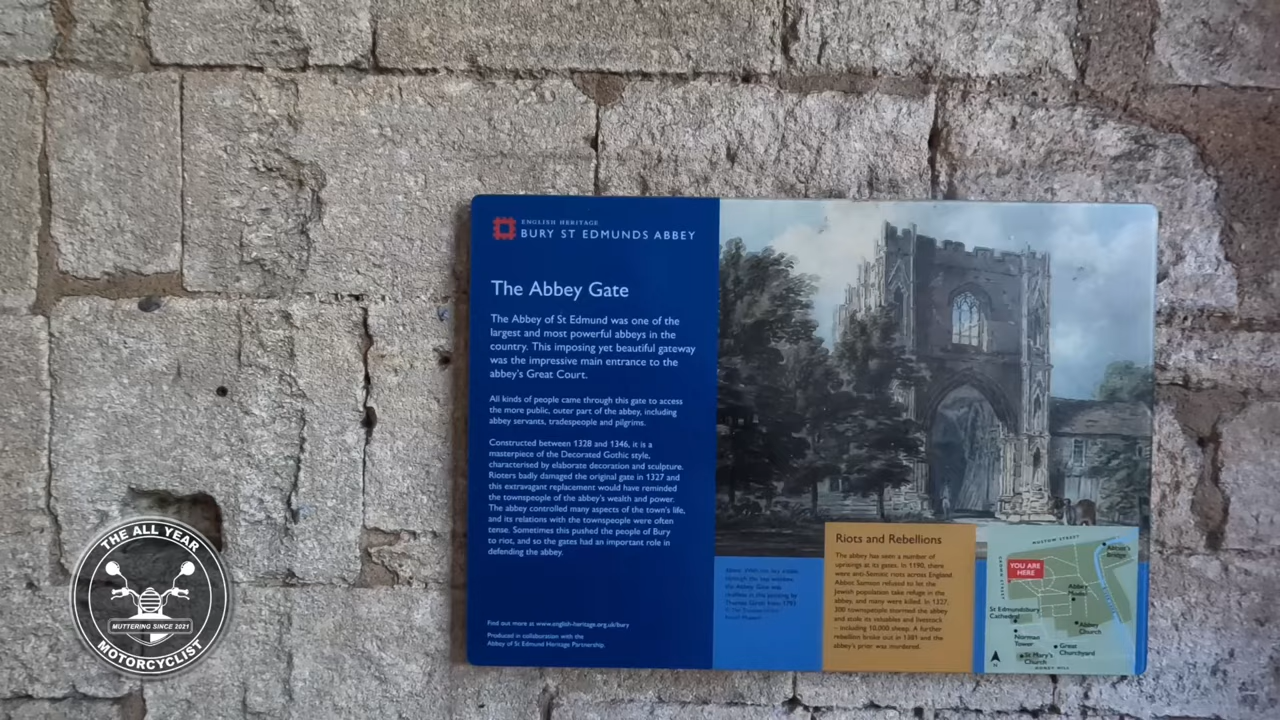 ENGLISH HERITAGE
BURY ST EDMUNDS ABBEY
The Abbey Gate
The Abbey of St Edmund was one of the
largest and most powerful abbeys in the
country. This imposing yet beautiful gateway
was the impressive main entrance to the
abbey's Great Court.
All kinds of people came through this gate to access
the more public, outer part of the abbey, including
abbey servants, tradespeople and pilgrims.
Constructed between 1328 and 1346, it is a
masterpiece of the Decorated Gothic style,
characterised by elaborate decoration and sculpture.
Rioters badly damaged the original gate in 1327 and
this extravagant replacement would have reminded
the townspeople of the abbey's wealth and power.
The abbey controlled many aspects of the town's life,
and its relations with the townspeople were often
tense. Sometimes this pushed the people of Bury
to riot, and so the gates had an important role in
defending the abbey.
Find out more at www.english-heritage.org.uk/bury
Produced in collaboration with the
Abbey of St Edmund Heritage Partnership.
Riots and Rebellions
The abbey has seen a number of
uprisings at its gates. In 1190, there
were anti-Semitic riots across England.
Abbot Samson refused to let the
Jewish population take refuge in the
abbey, and many were killed. In 1327,
300 townspeople stormed the abbey
and stole its valuables and livestock
– including 10,000 sheep. A further
rebellion broke out in 1381 and the
abbey's prior was murdered.
MUSTOW STREET
Abbot's
Bridge
YOU ARE
HERE
Abbey
St Edmundsbury
Cathedral
Abbey
Church
Norman
Tower
Great
Churchyard
St Mary's
Church
HONEY HILL
N
THE ALL YEAR
MUTTERING SINCE 2021
MOTORCYCLIST